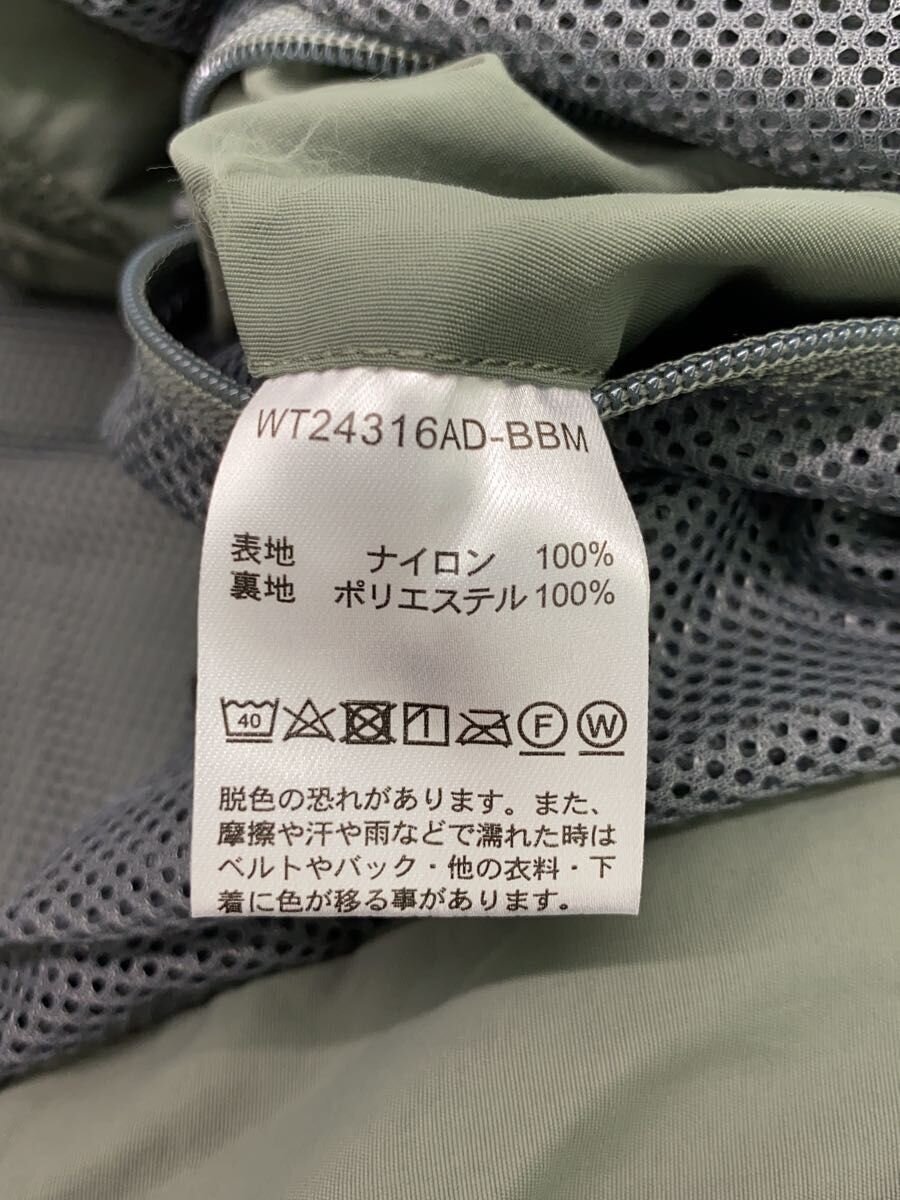 WT24316AD-BBM
表地 ナイロン 100%
裏地 ポリエステル 100%
40 F W
脱色の恐れがあります。また、
摩擦や汗や雨などで濡れた時は
ベルトやバック・他の衣料・下
着に色が移る事があります。